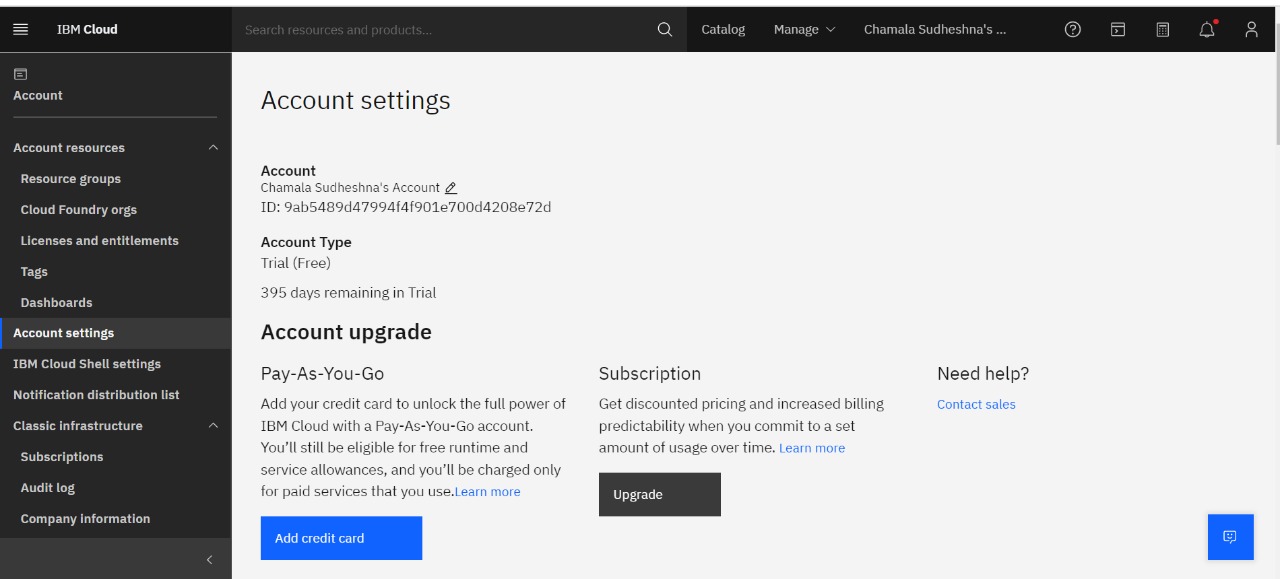 IBM Cloud
Search resources and products...
Catalog
Manage
Chamala Sudheshna's ...
Account
Account resources
Resource groups
Cloud Foundry orgs
Licenses and entitlements
Tags
Dashboards
Account settings
IBM Cloud Shell settings
Notification distribution list
Classic infrastructure
Subscriptions
Audit log
Company information
Account settings
Account
Chamala Sudheshna's Account
ID: 9ab5489d47994f4f901e700d4208e72d
Account Type
Trial (Free)
395 days remaining in Trial
Account upgrade
Pay-As-You-Go
Add your credit card to unlock the full power of
IBM Cloud with a Pay-As-You-Go account.
You’ll still be eligible for free runtime and
service allowances, and you’ll be charged only
for paid services that you use.Learn more
Add credit card
Subscription
Get discounted pricing and increased billing
predictability when you commit to a set
amount of usage over time. Learn more
Upgrade
Need help?
Contact sales